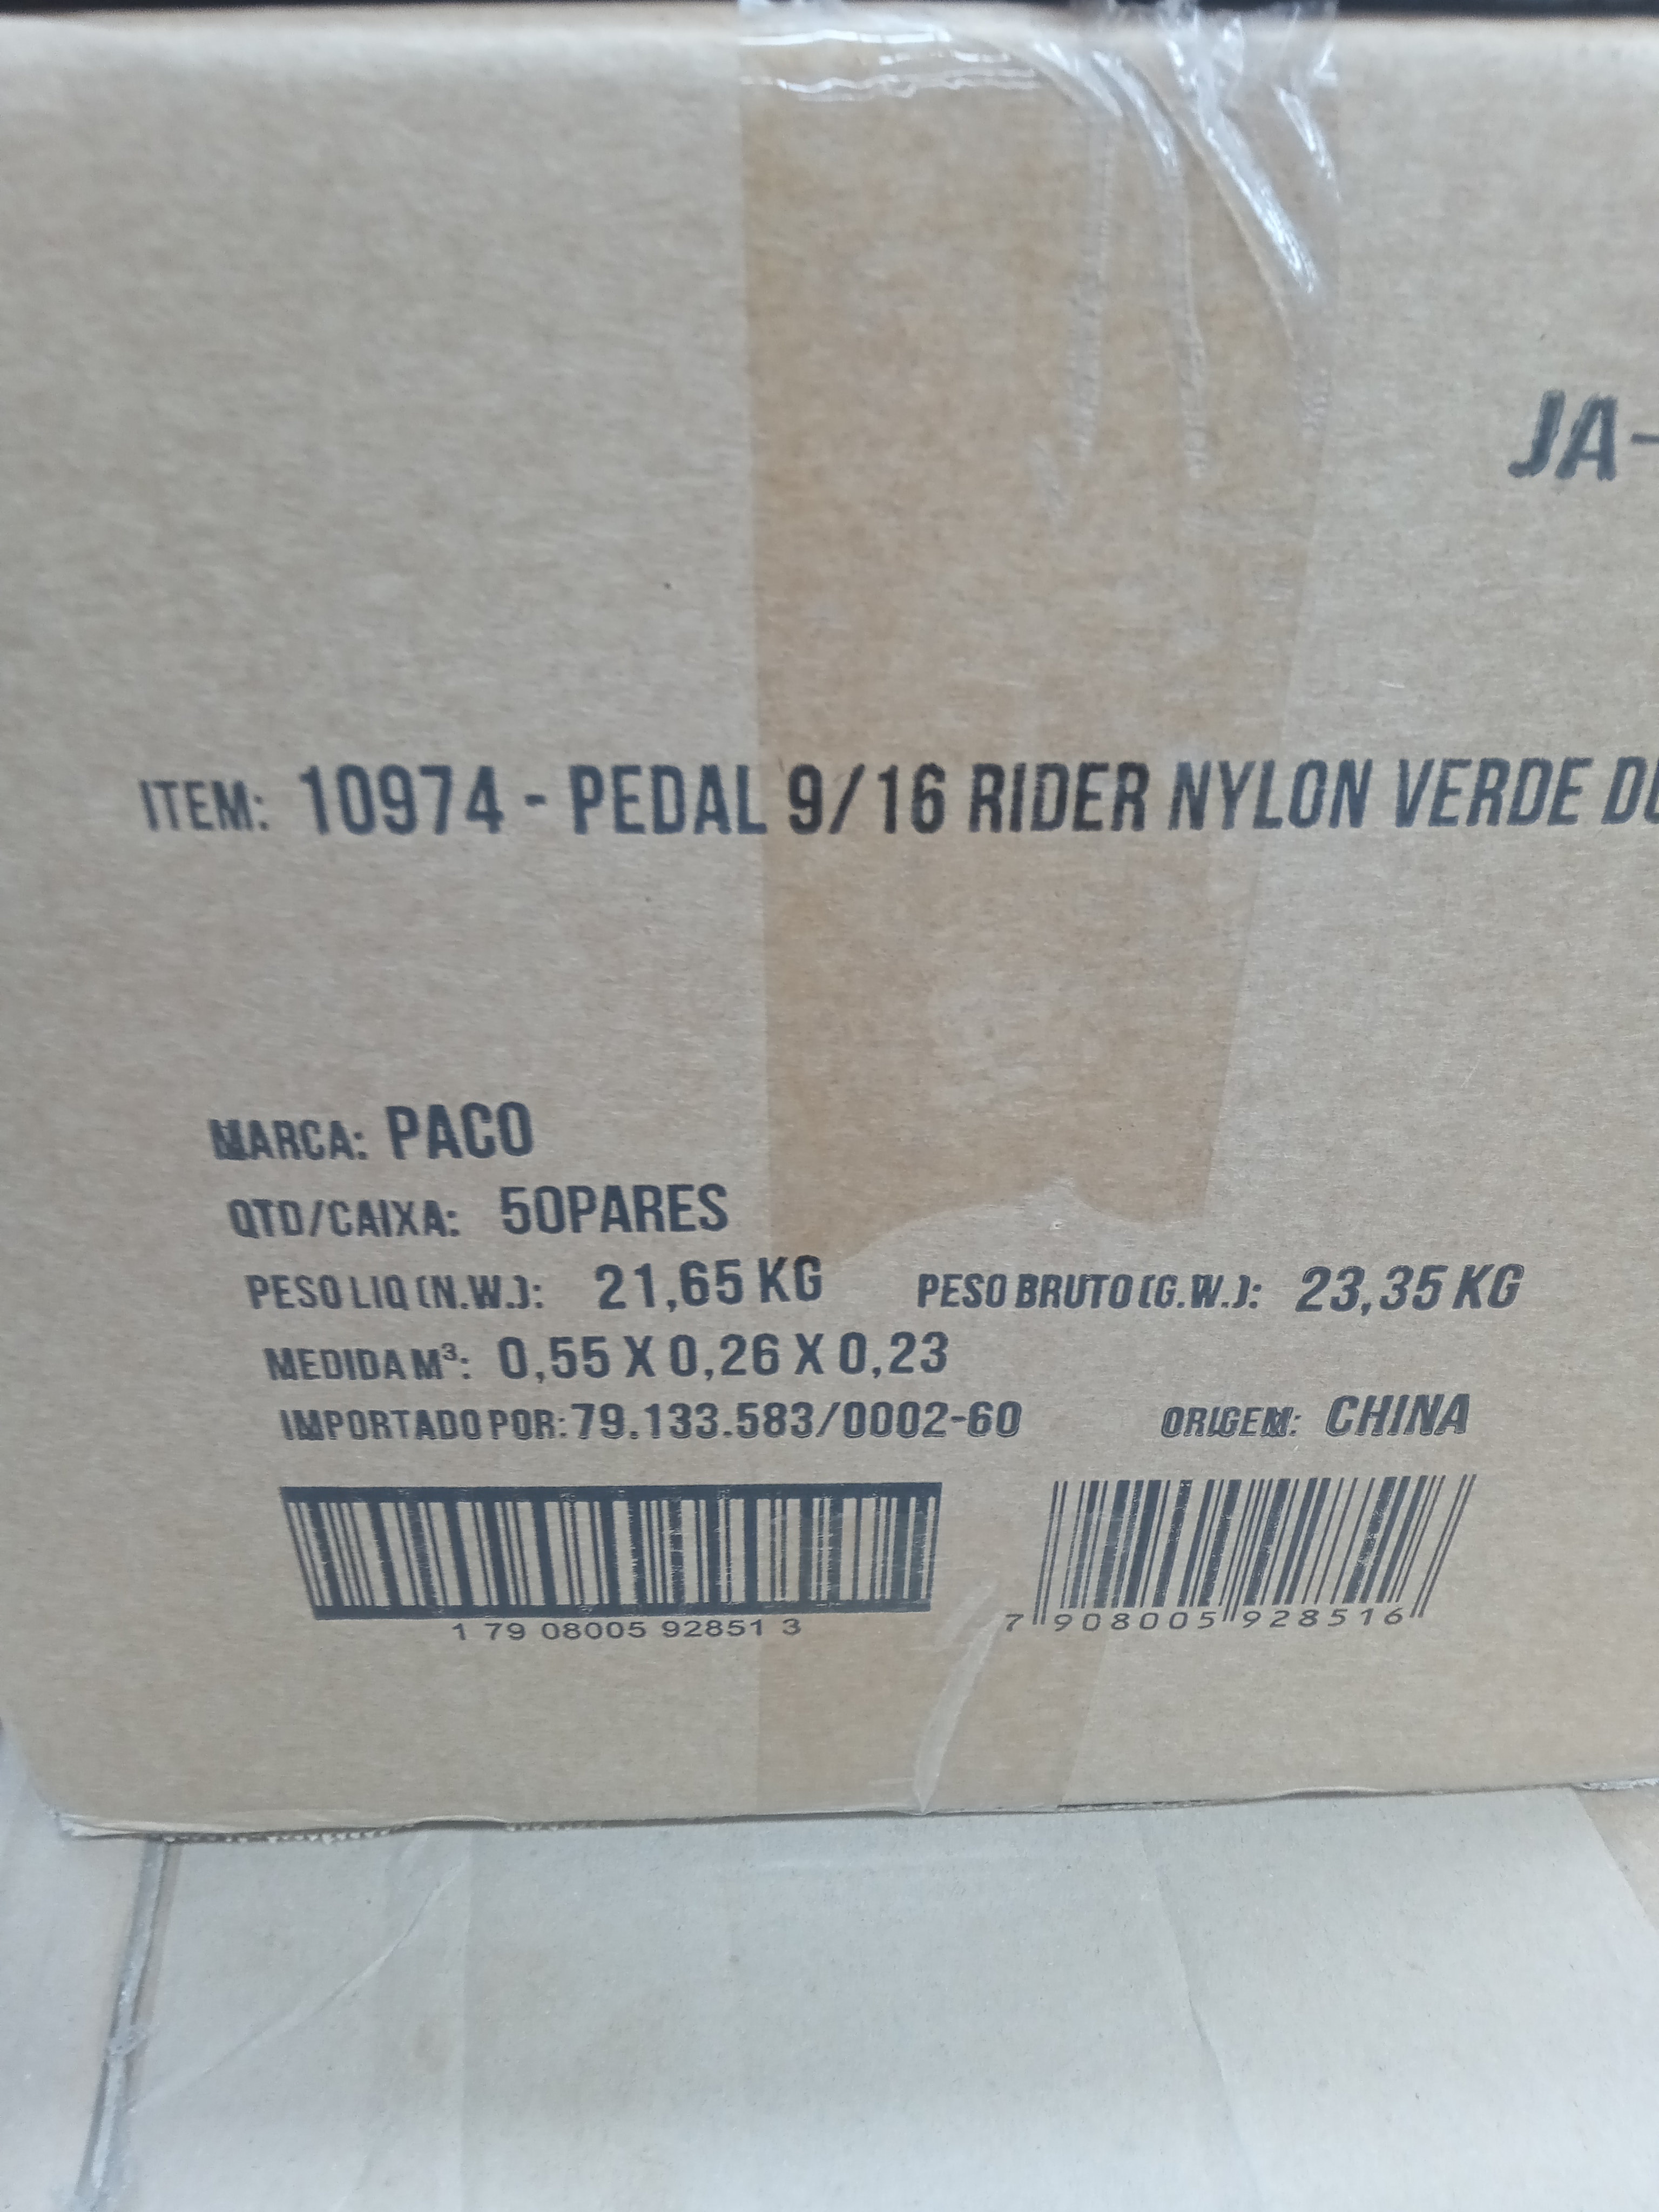 JA-
ITEM: 10974 - PEDAL 9/16 RIDER NYLON VERDE
MARCA: PACO
QTD/CAIXA: 50PARES
PESO LIQ (N.W.): 21,65 KG PESO BRUTO (G.W.): 23,35 KG
MEDIDA M³: 0,55 X 0,26 X 0,23
IMPORTADO POR: 79.133.583/0002-60 ORIGEM: CHINA
1 79 08005 92851 3 7 908005 928516